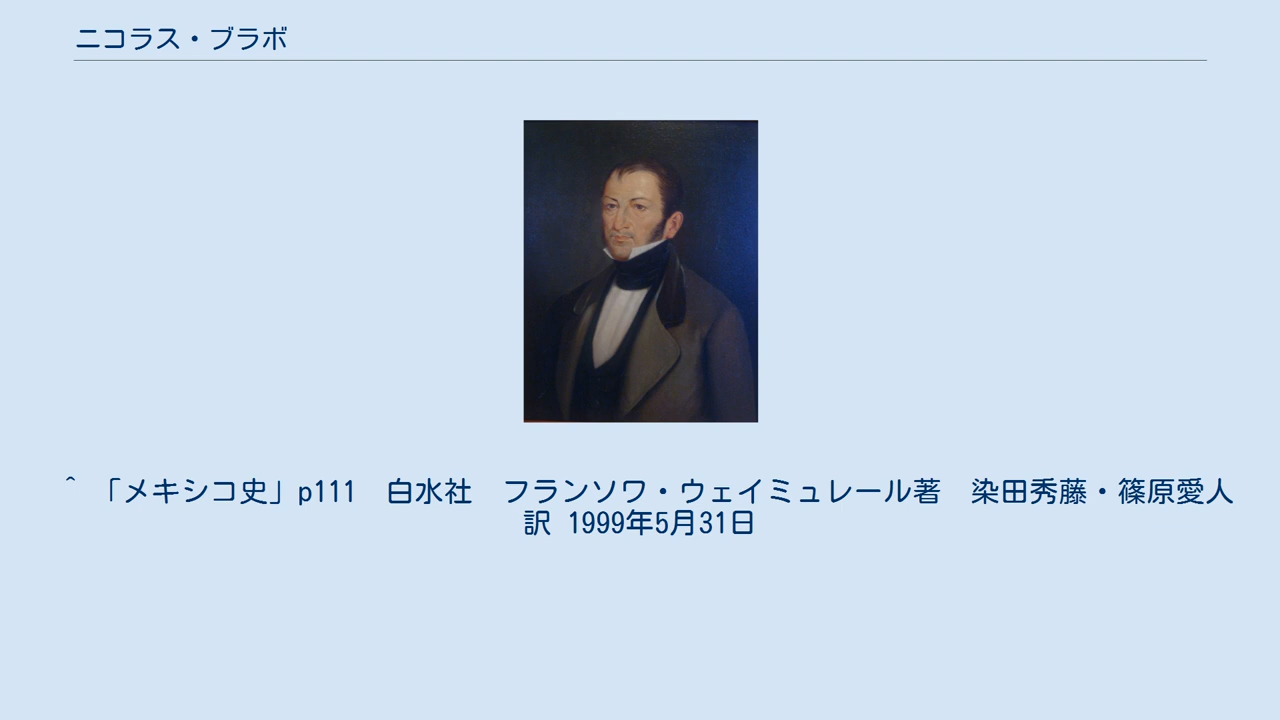 ニコラス・ブラボ
^ 「メキシコ史」p111　白水社　フランソワ・ウェイミュレール著　染田秀藤・篠原愛人
訳 1999年5月31日